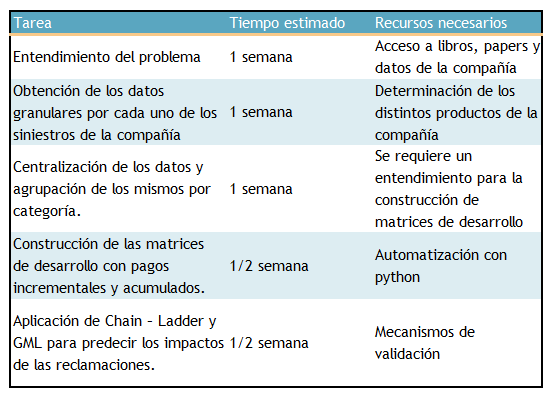 Tarea Tiempo estimado Recursos necesarios
Entendimiento del problema 1 semana Acceso a libros, papers y
datos de la compañía
Obtención de los datos
granulares por cada uno de los
siniestros de la compañía
1 semana
Determinación de los
distintos productos de la
compañía
Centralización de los datos y
agrupación de los mismos por
categoría.
1 semana
Se requiere un
entendimiento para la
construcción de
matrices de desarrollo
Construcción de las matrices
de desarrollo con pagos
incrementales y acumulados.
1/2 semana
Automatización con
python
Aplicación de Chain – Ladder y
GML para predecir los impactos
de las reclamaciones.
1/2 semana
Mecanismos de
validación